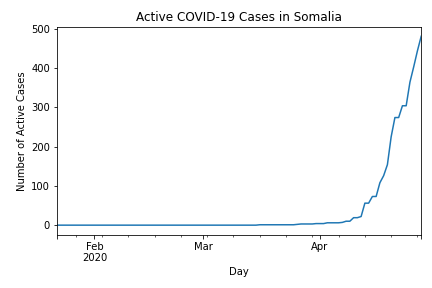 Active COVID-19 Cases in Somalia
500
400
300
200
100
0
Number of Active Cases
Feb
2020
Mar
Apr
Day